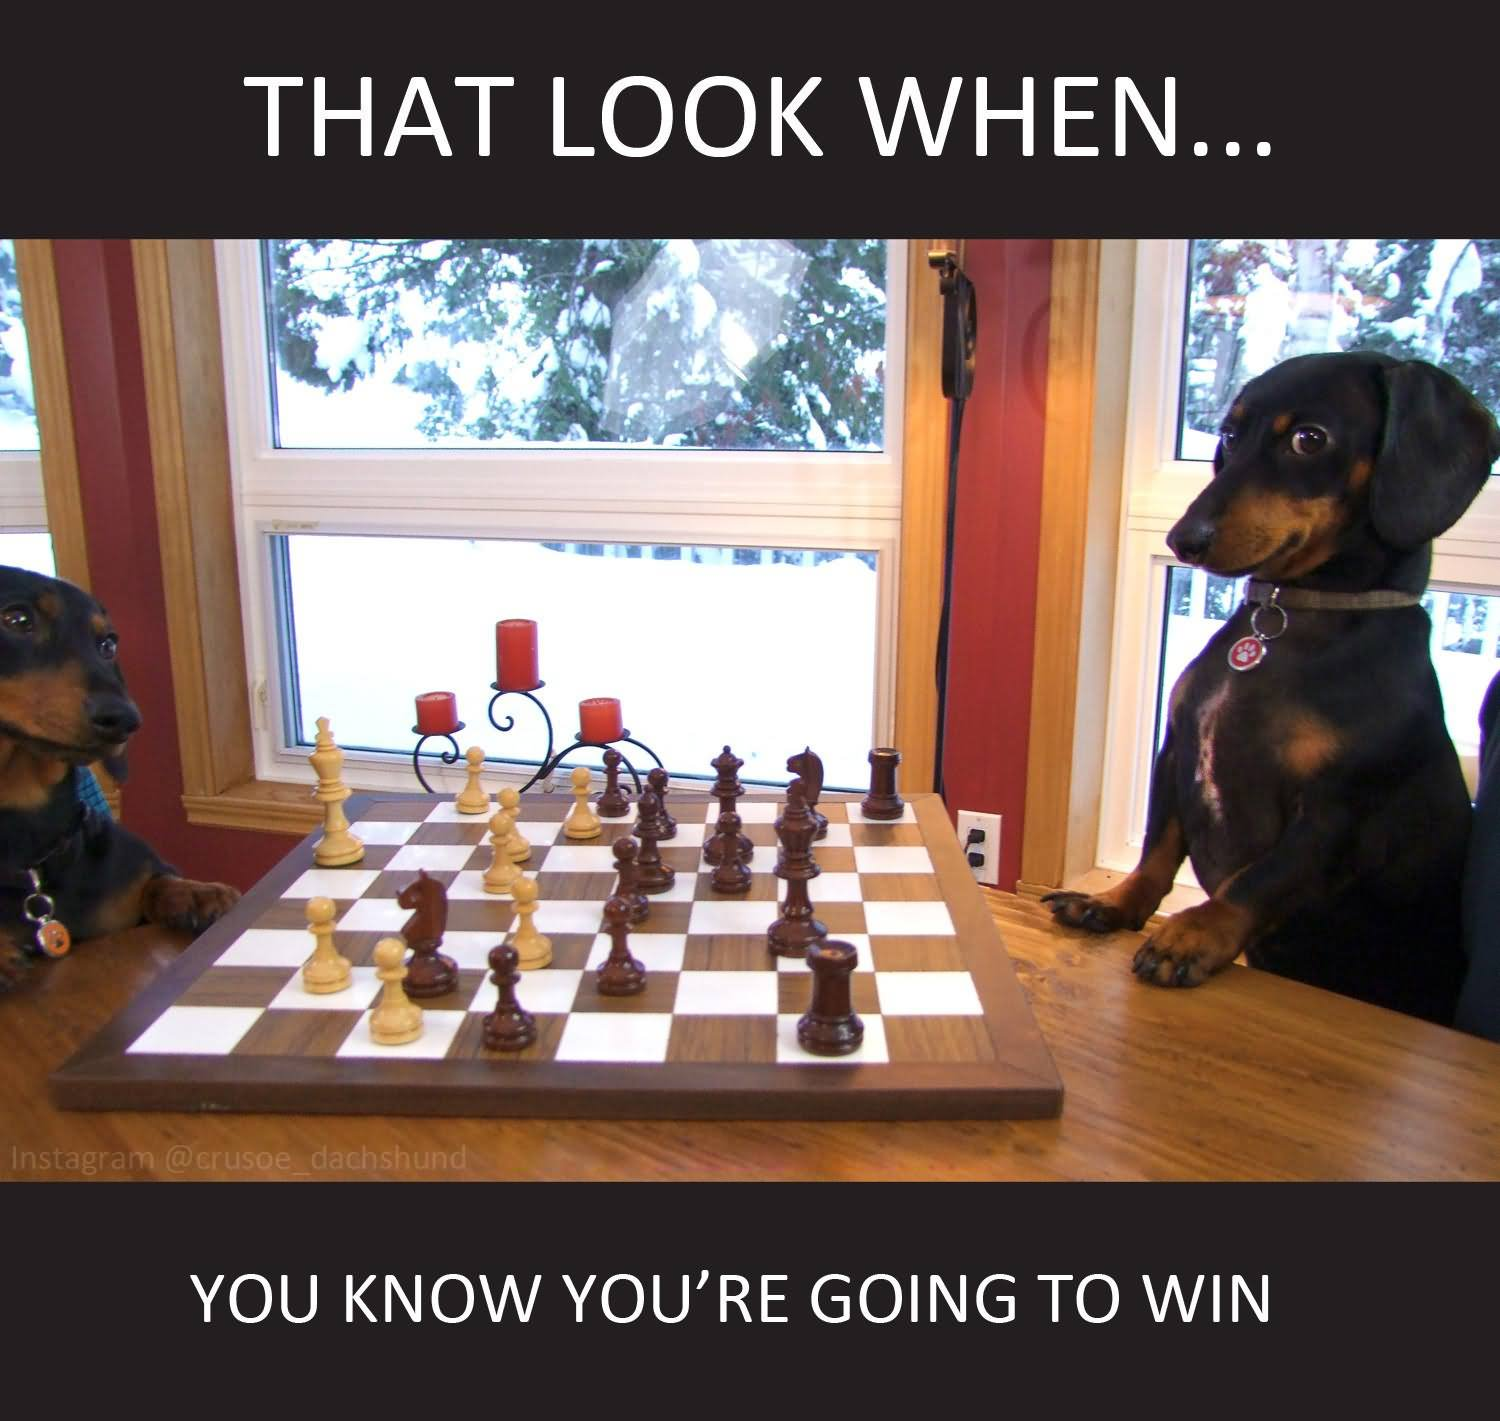 THAT LOOK WHEN...
Instagram @crusoe_dachshund
YOU KNOW YOU’RE GOING TO WIN